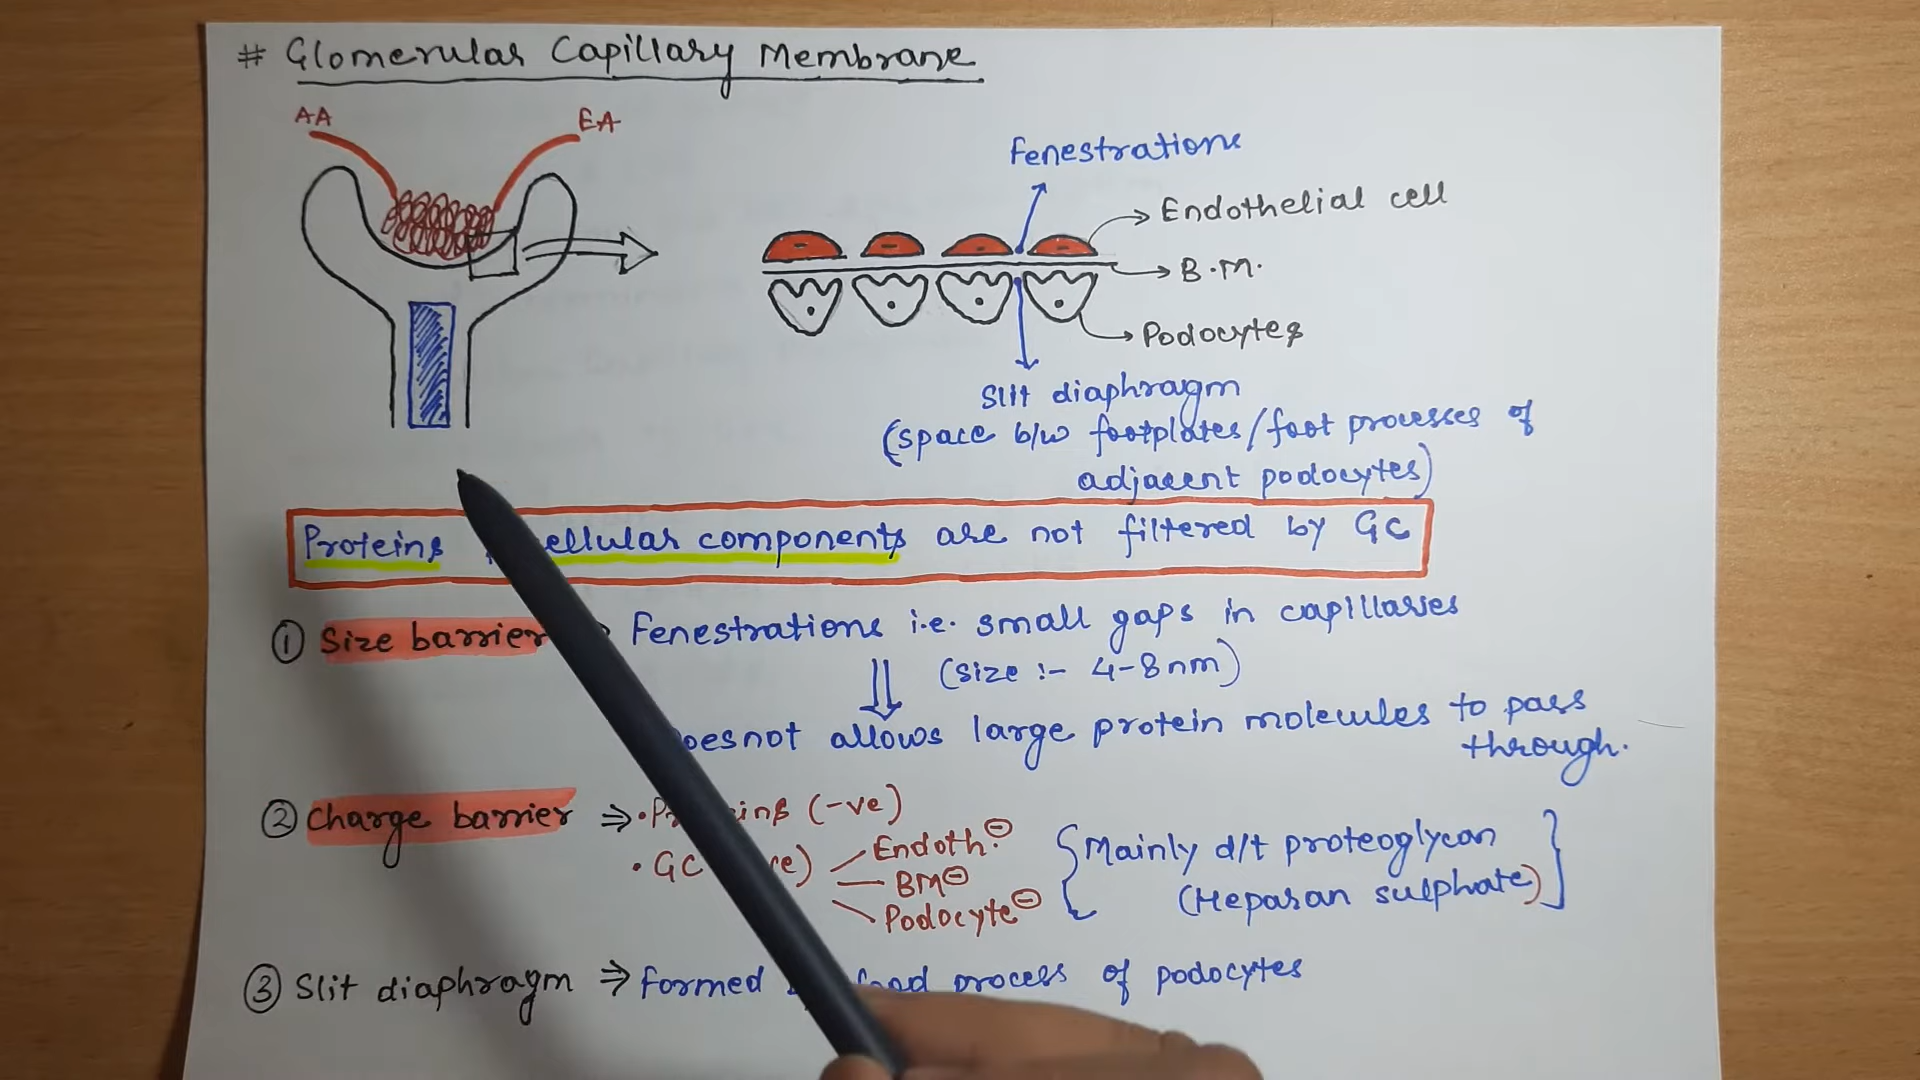 # Glomerular Capillary Membrane
AA
EA
Fenestrations
Endothelial cell
B.M.
Podocytes
Slit diaphragm
(space b/w footplates/foot processes of
adjacent podocytes)
Proteins ellular components are not filtered by GC
① Size barrier Fenestrations i.e. small gaps in capillaries
(size :- 4-8nm)
⇓
oesnot allows large protein molecules to pass
through.
② Charge barrier ⇒ • P ins (-ve)
• GC e)
Endoth. ⊖
BM ⊖
Podocyte ⊖
{Mainly d/t proteoglycan
(Heparan sulphate)}
③ Slit diaphragm ⇒ formed process of podocytes